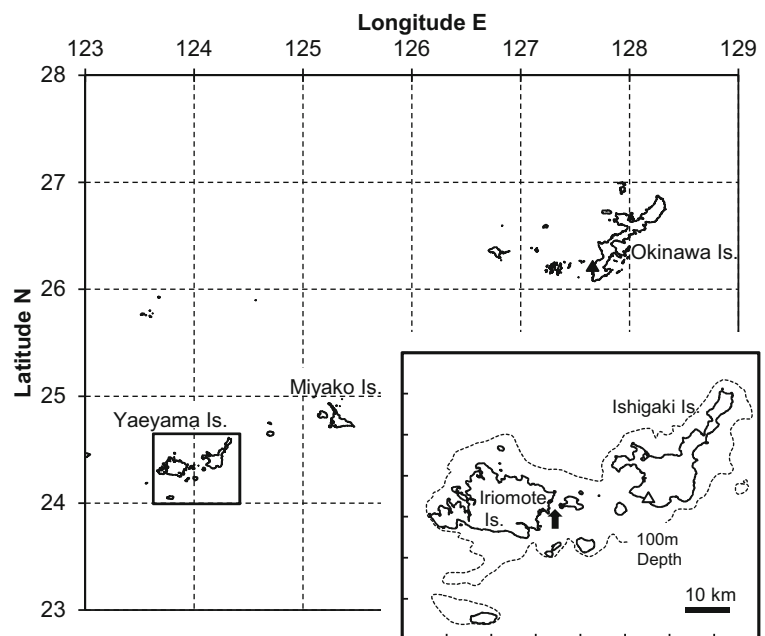 Longitude E
123 124 125 126 127 128 129
Latitude N
28
27
26
25
24
23
Okinawa Is.
Miyako Is.
Yaeyama Is.
Ishigaki Is.
Iriomote
Is.
100m
Depth
10 km